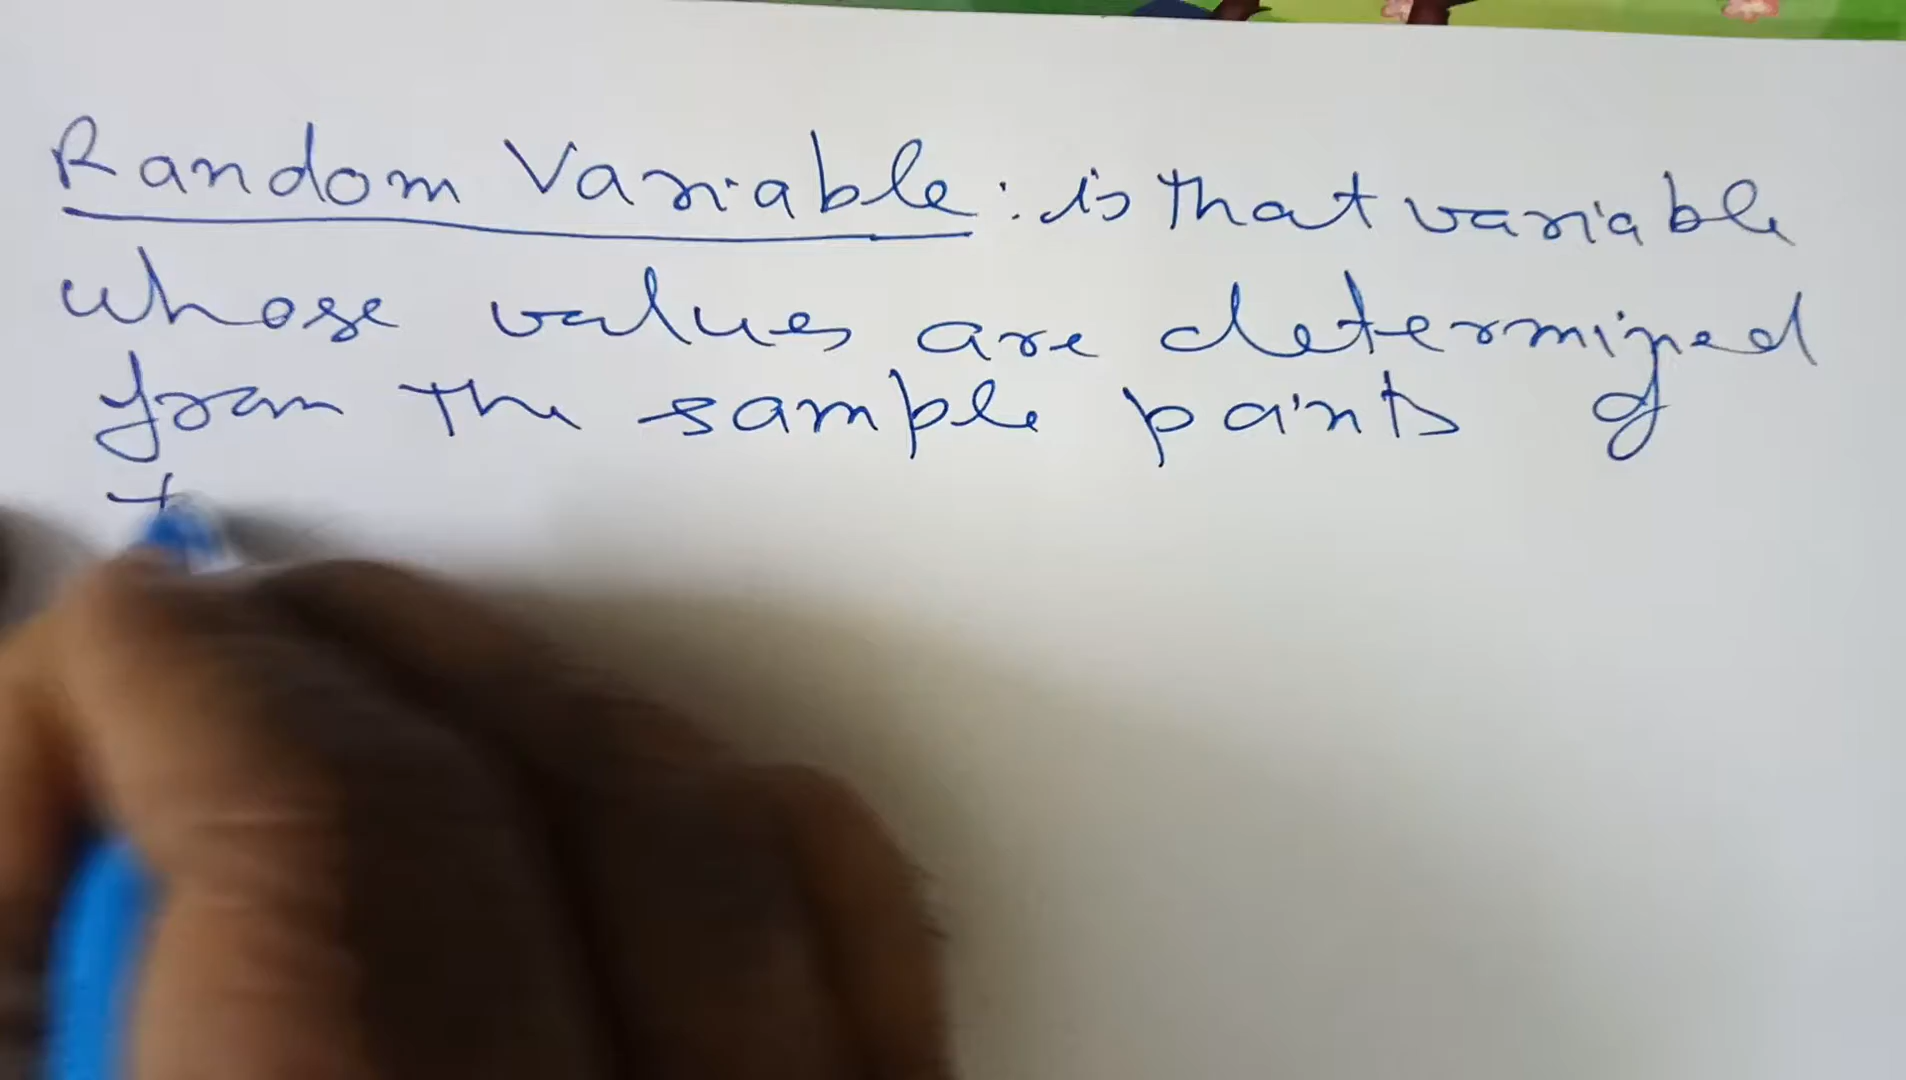 Random Variable : is that variable
whose values are determined
from the sample points of